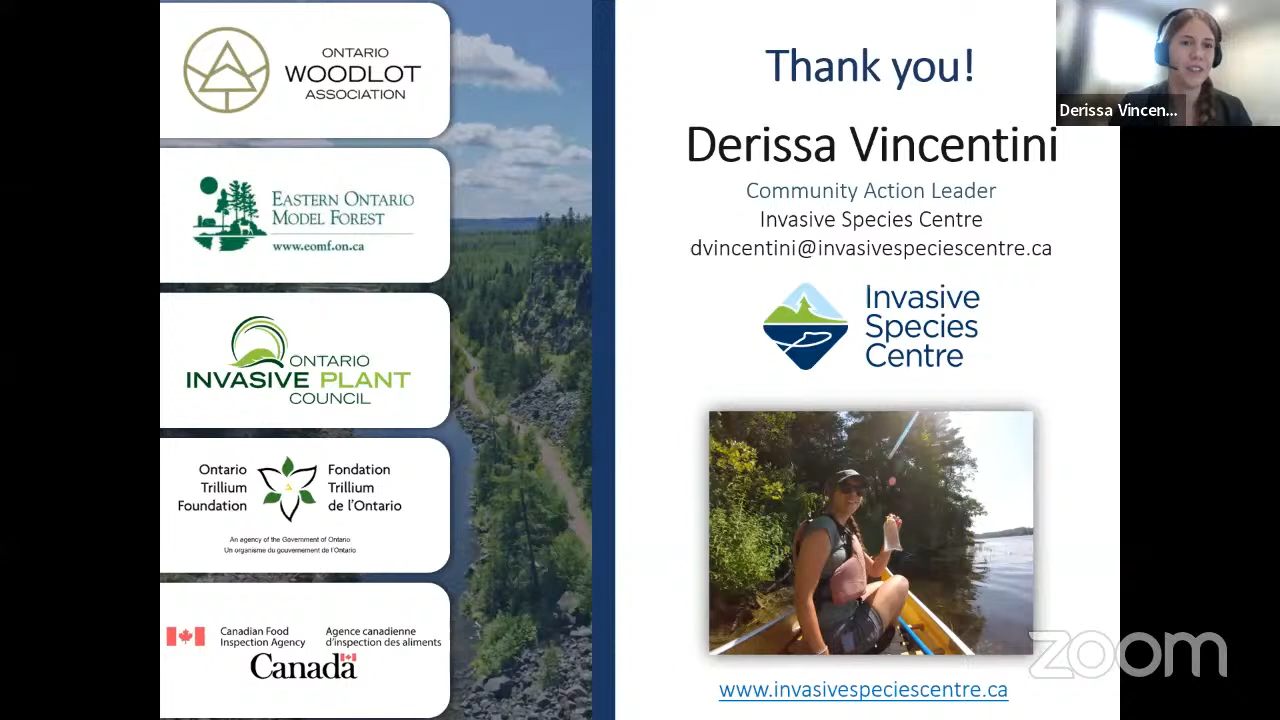 ONTARIO
WOODLOT
ASSOCIATION
EASTERN ONTARIO
MODEL FOREST
www.eomf.on.ca
ONTARIO
INVASIVE PLANT
COUNCIL
Ontario
Trillium
Foundation
Fondation
Trillium
de l'Ontario
An agency of the Government of Ontario
Un organisme du gouvernement de l'Ontario
Canadian Food
Inspection Agency
Agence canadienne
d'inspection des aliments
Canada
Thank you!
Derissa Vincentini
Community Action Leader
Invasive Species Centre
dvincentini@invasivespeciescentre.ca
Invasive
Species
Centre
www.invasivespeciescentre.ca
Derissa Vincen...
zoom